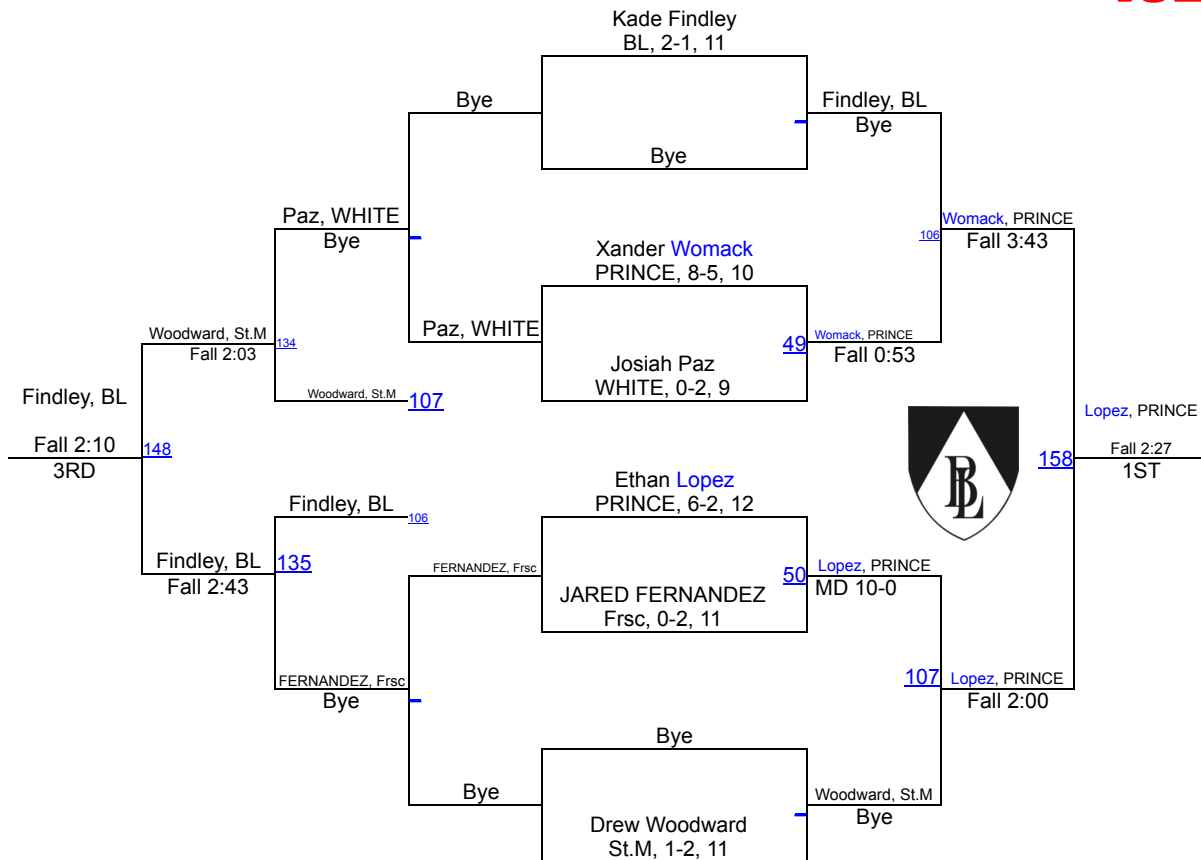 Kade Findley
BL, 2-1, 11
Bye
Findley, BL
Bye
Bye
Paz, WHITE
Bye
Womack, PRINCE
106
Fall 3:43
Xander Womack
PRINCE, 8-5, 10
Woodward, St.M
134
Fall 2:03
Paz, WHITE
49
Womack, PRINCE
Fall 0:53
Josiah Paz
WHITE, 0-2, 9
Findley, BL
Woodward, St.M
107
Fall 2:10
148
3RD
BL
Lopez, PRINCE
158
Fall 2:27
1ST
Ethan Lopez
PRINCE, 6-2, 12
Findley, BL
106
Findley, BL
135
Fall 2:43
FERNANDEZ, Frsc
50
Lopez, PRINCE
MD 10-0
JARED FERNANDEZ
Frsc, 0-2, 11
FERNANDEZ, Frsc
Bye
107
Lopez, PRINCE
Fall 2:00
Bye
Bye
Woodward, St.M
Bye
Drew Woodward
St.M, 1-2, 11